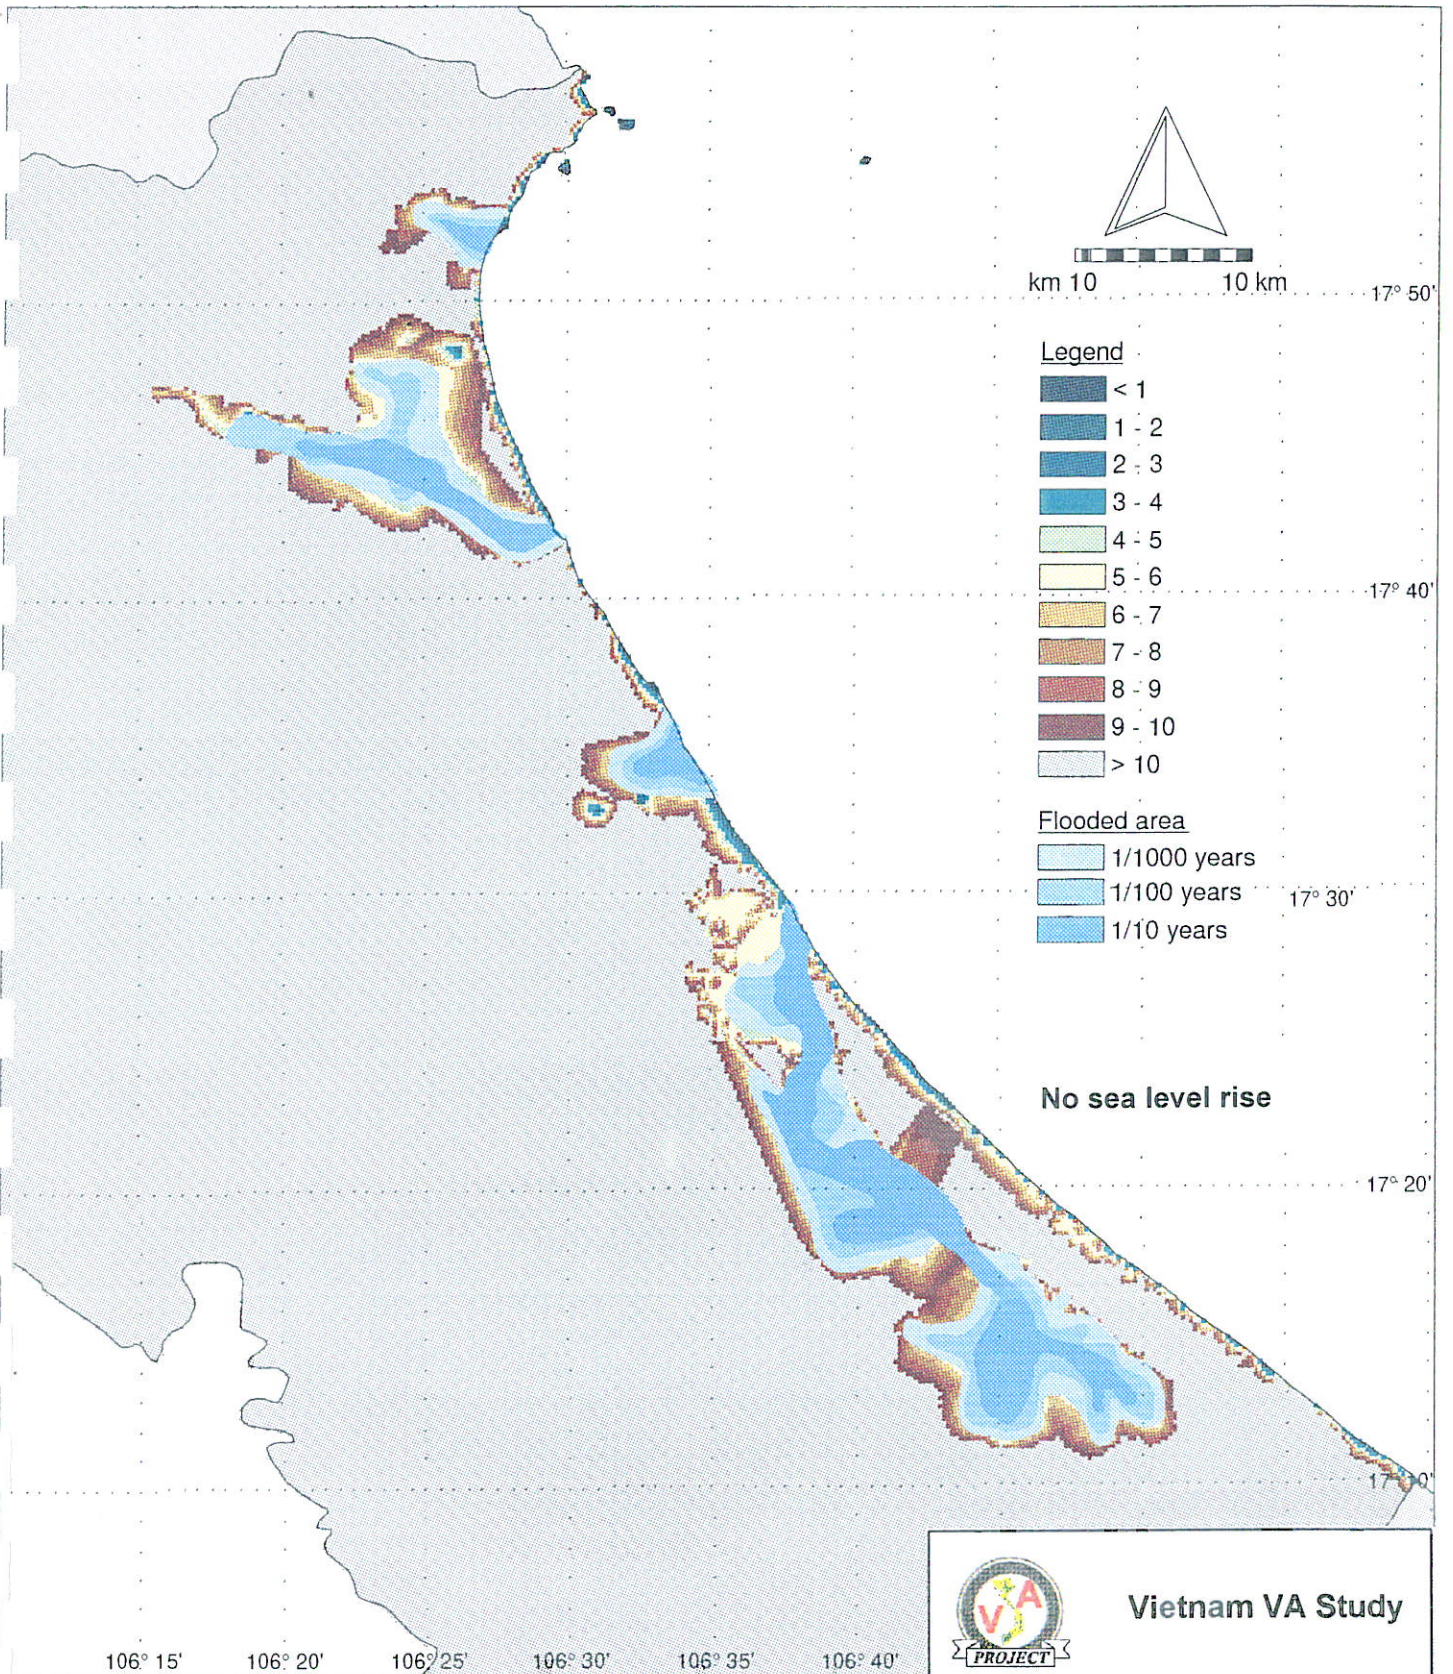 km 10 10 km
17° 50'
Legend
< 1
1 - 2
2 - 3
3 - 4
4 - 5
5 - 6
17° 40'
6 - 7
7 - 8
8 - 9
9 - 10
> 10
Flooded area
1/1000 years
1/100 years
17° 30'
1/10 years
No sea level rise
17° 20'
17° 10'
V A
PROJECT
Vietnam VA Study
106° 15' 106° 20' 106° 25' 106° 30' 106° 35' 106° 40'